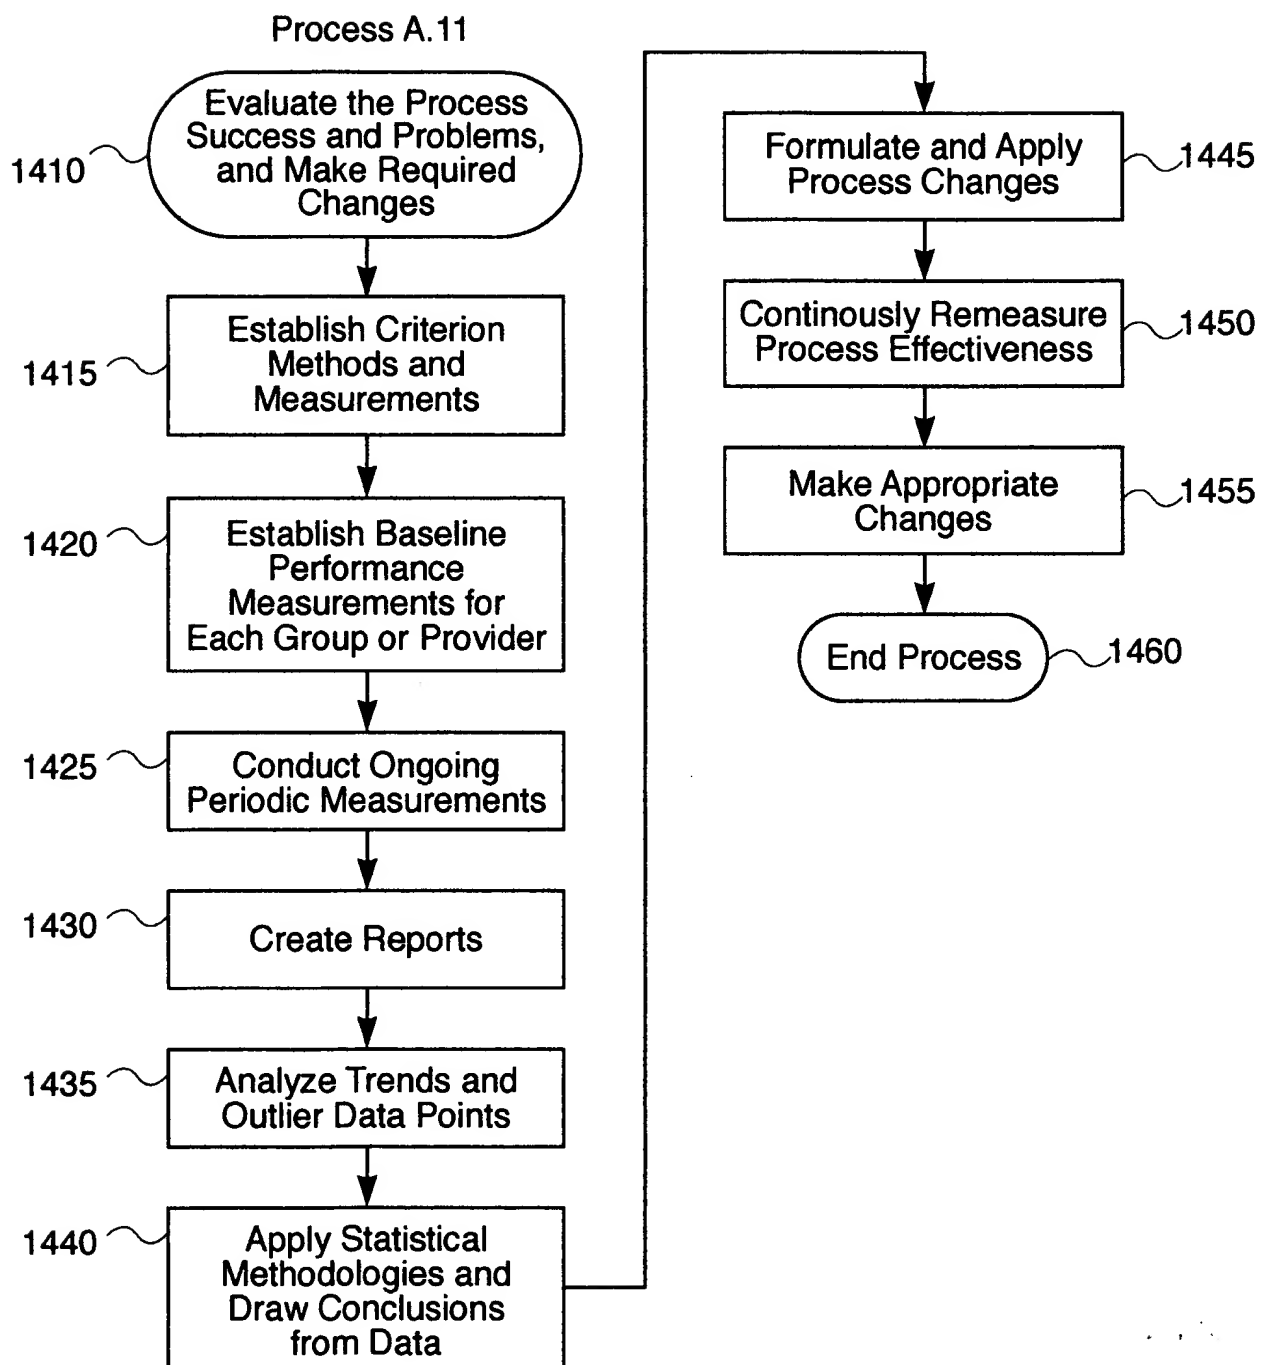 Process A.11
1410
Evaluate the Process
Success and Problems,
and Make Required
Changes
1415
Establish Criterion
Methods and
Measurements
1420
Establish Baseline
Performance
Measurements for
Each Group or Provider
1425
Conduct Ongoing
Periodic Measurements
1430
Create Reports
1435
Analyze Trends and
Outlier Data Points
1440
Apply Statistical
Methodologies and
Draw Conclusions
from Data
Formulate and Apply
Process Changes
1445
Continously Remeasure
Process Effectiveness
1450
Make Appropriate
Changes
1455
End Process
1460